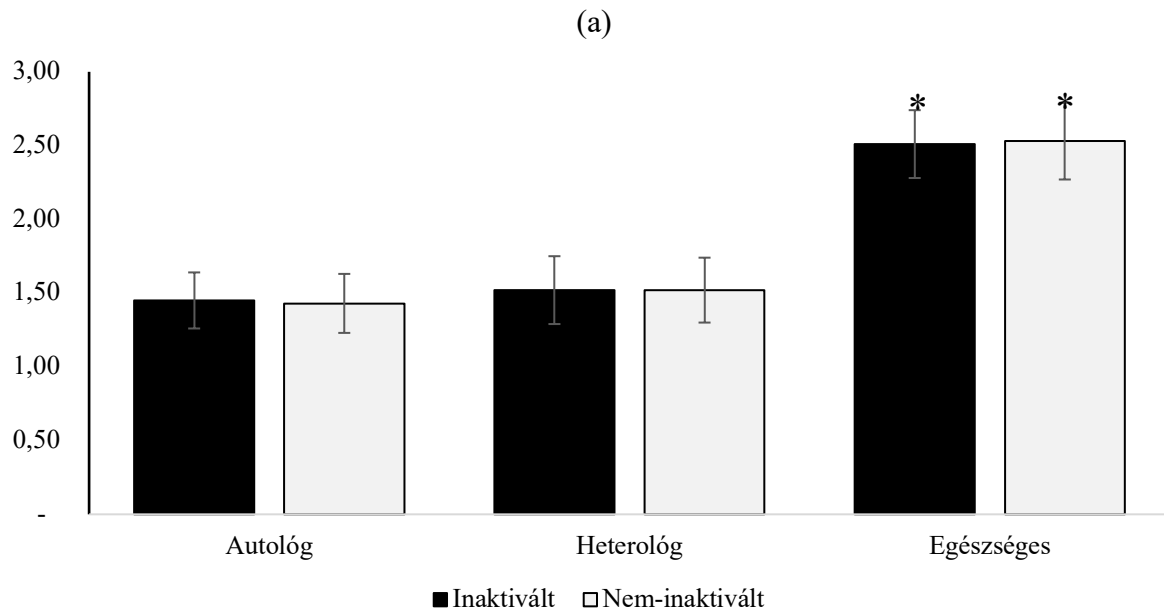 (a)
3,00
* *
2,50
2,00
1,50
1,00
0,50
-
Autológ Heterológ Egészséges
Inaktivált Nem-inaktivált